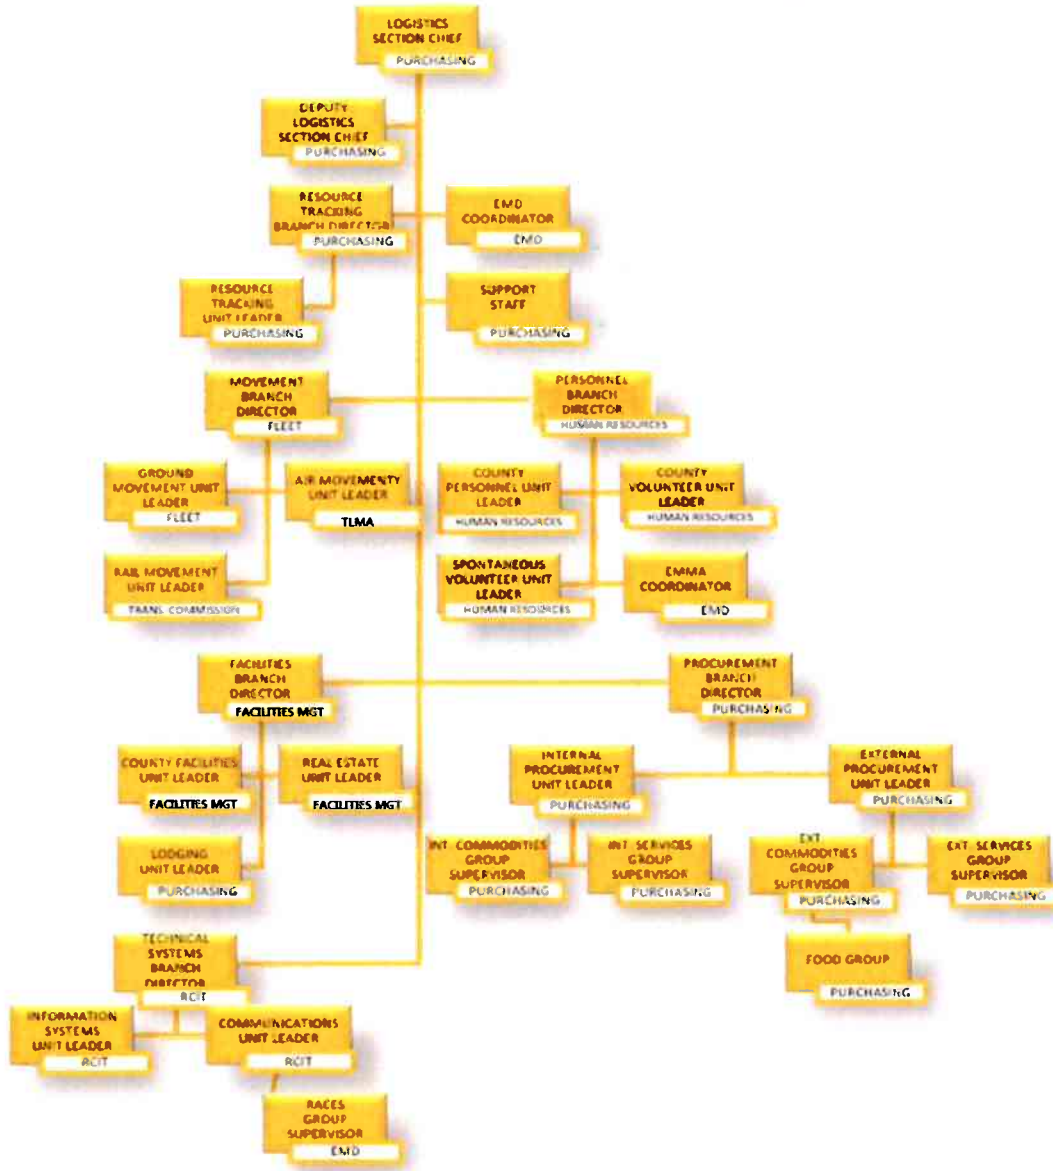 LOGISTICS
SECTION CHIEF
PURCHASING
DEPUTY
LOGISTICS
SECTION CHIEF
PURCHASING
RESOURCE
TRACKING
BRANCH DIRECTOR
PURCHASING
EMD
COORDINATOR
EMD
RESOURCE
TRACKING
UNIT LEADER
PURCHASING
SUPPORT
STAFF
PURCHASING
MOVEMENT
BRANCH
DIRECTOR
FLEET
PERSONNEL
BRANCH
DIRECTOR
HUMAN RESOURCES
GROUND
MOVEMENT UNIT
LEADER
FLEET
AIR MOVEMENTY
UNIT LEADER
TLMA
COUNTY
PERSONNEL UNIT
LEADER
HUMAN RESOURCES
COUNTY
VOLUNTEER UNIT
LEADER
HUMAN RESOURCES
RAIL MOVEMENT
UNIT LEADER
TRANS. COMMISSION
SPONTANEOUS
VOLUNTEER UNIT
LEADER
HUMAN RESOURCES
EMMA
COORDINATOR
EMD
FACILITIES
BRANCH
DIRECTOR
FACILITIES MGT
PROCUREMENT
BRANCH
DIRECTOR
PURCHASING
COUNTY FACILITIES
UNIT LEADER
FACILITIES MGT
REAL ESTATE
UNIT LEADER
FACILITIES MGT
INTERNAL
PROCUREMENT
UNIT LEADER
PURCHASING
EXTERNAL
PROCUREMENT
UNIT LEADER
PURCHASING
LODGING
UNIT LEADER
PURCHASING
INT. COMMODITIES
GROUP
SUPERVISOR
PURCHASING
INT. SERVICES
GROUP
SUPERVISOR
PURCHASING
EXT.
COMMODITIES
GROUP
SUPERVISOR
PURCHASING
EXT. SERVICES
GROUP
SUPERVISOR
PURCHASING
FOOD GROUP
PURCHASING
TECHNICAL
SYSTEMS
BRANCH
DIRECTOR
RCIT
INFORMATION
SYSTEMS
UNIT LEADER
RCIT
COMMUNICATIONS
UNIT LEADER
RCIT
RACES
GROUP
SUPERVISOR
EMD